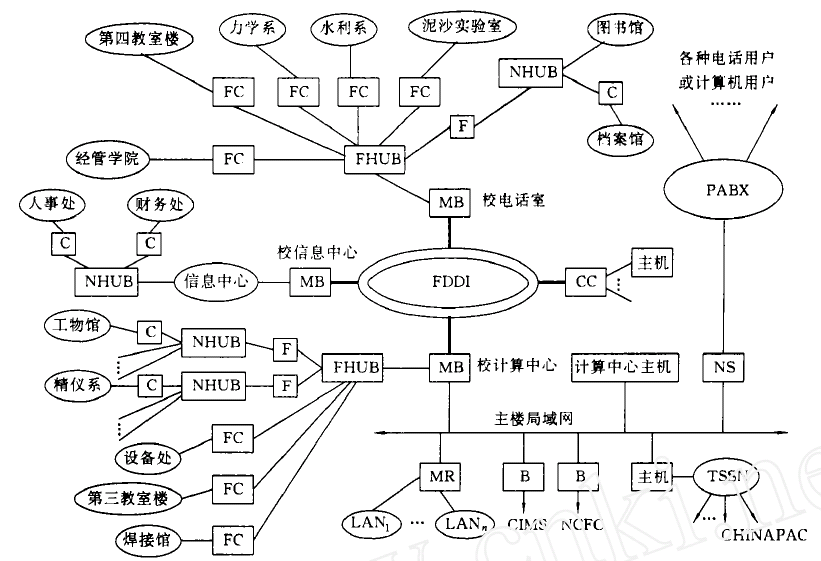 第四教室楼
力学系
水利系
泥沙实验室
图书馆
各种电话用户
或计算机用户
……
FC
FC
FC
FC
NHUB
C
F
档案馆
经管学院
FC
FHUB
PABX
人事处
财务处
MB
校电话室
C
C
校信息中心
NHUB
信息中心
MB
FDDI
CC
主机
工物馆
C
NHUB
F
精仪系
C
NHUB
F
FHUB
MB
校计算中心
计算中心主机
NS
主楼局域网
设备处
FC
第三教室楼
FC
焊接馆
FC
MR
B
B
主机
TSSN
LAN1
…
LANn
CIMS
NCFC
…
CHINAPAC